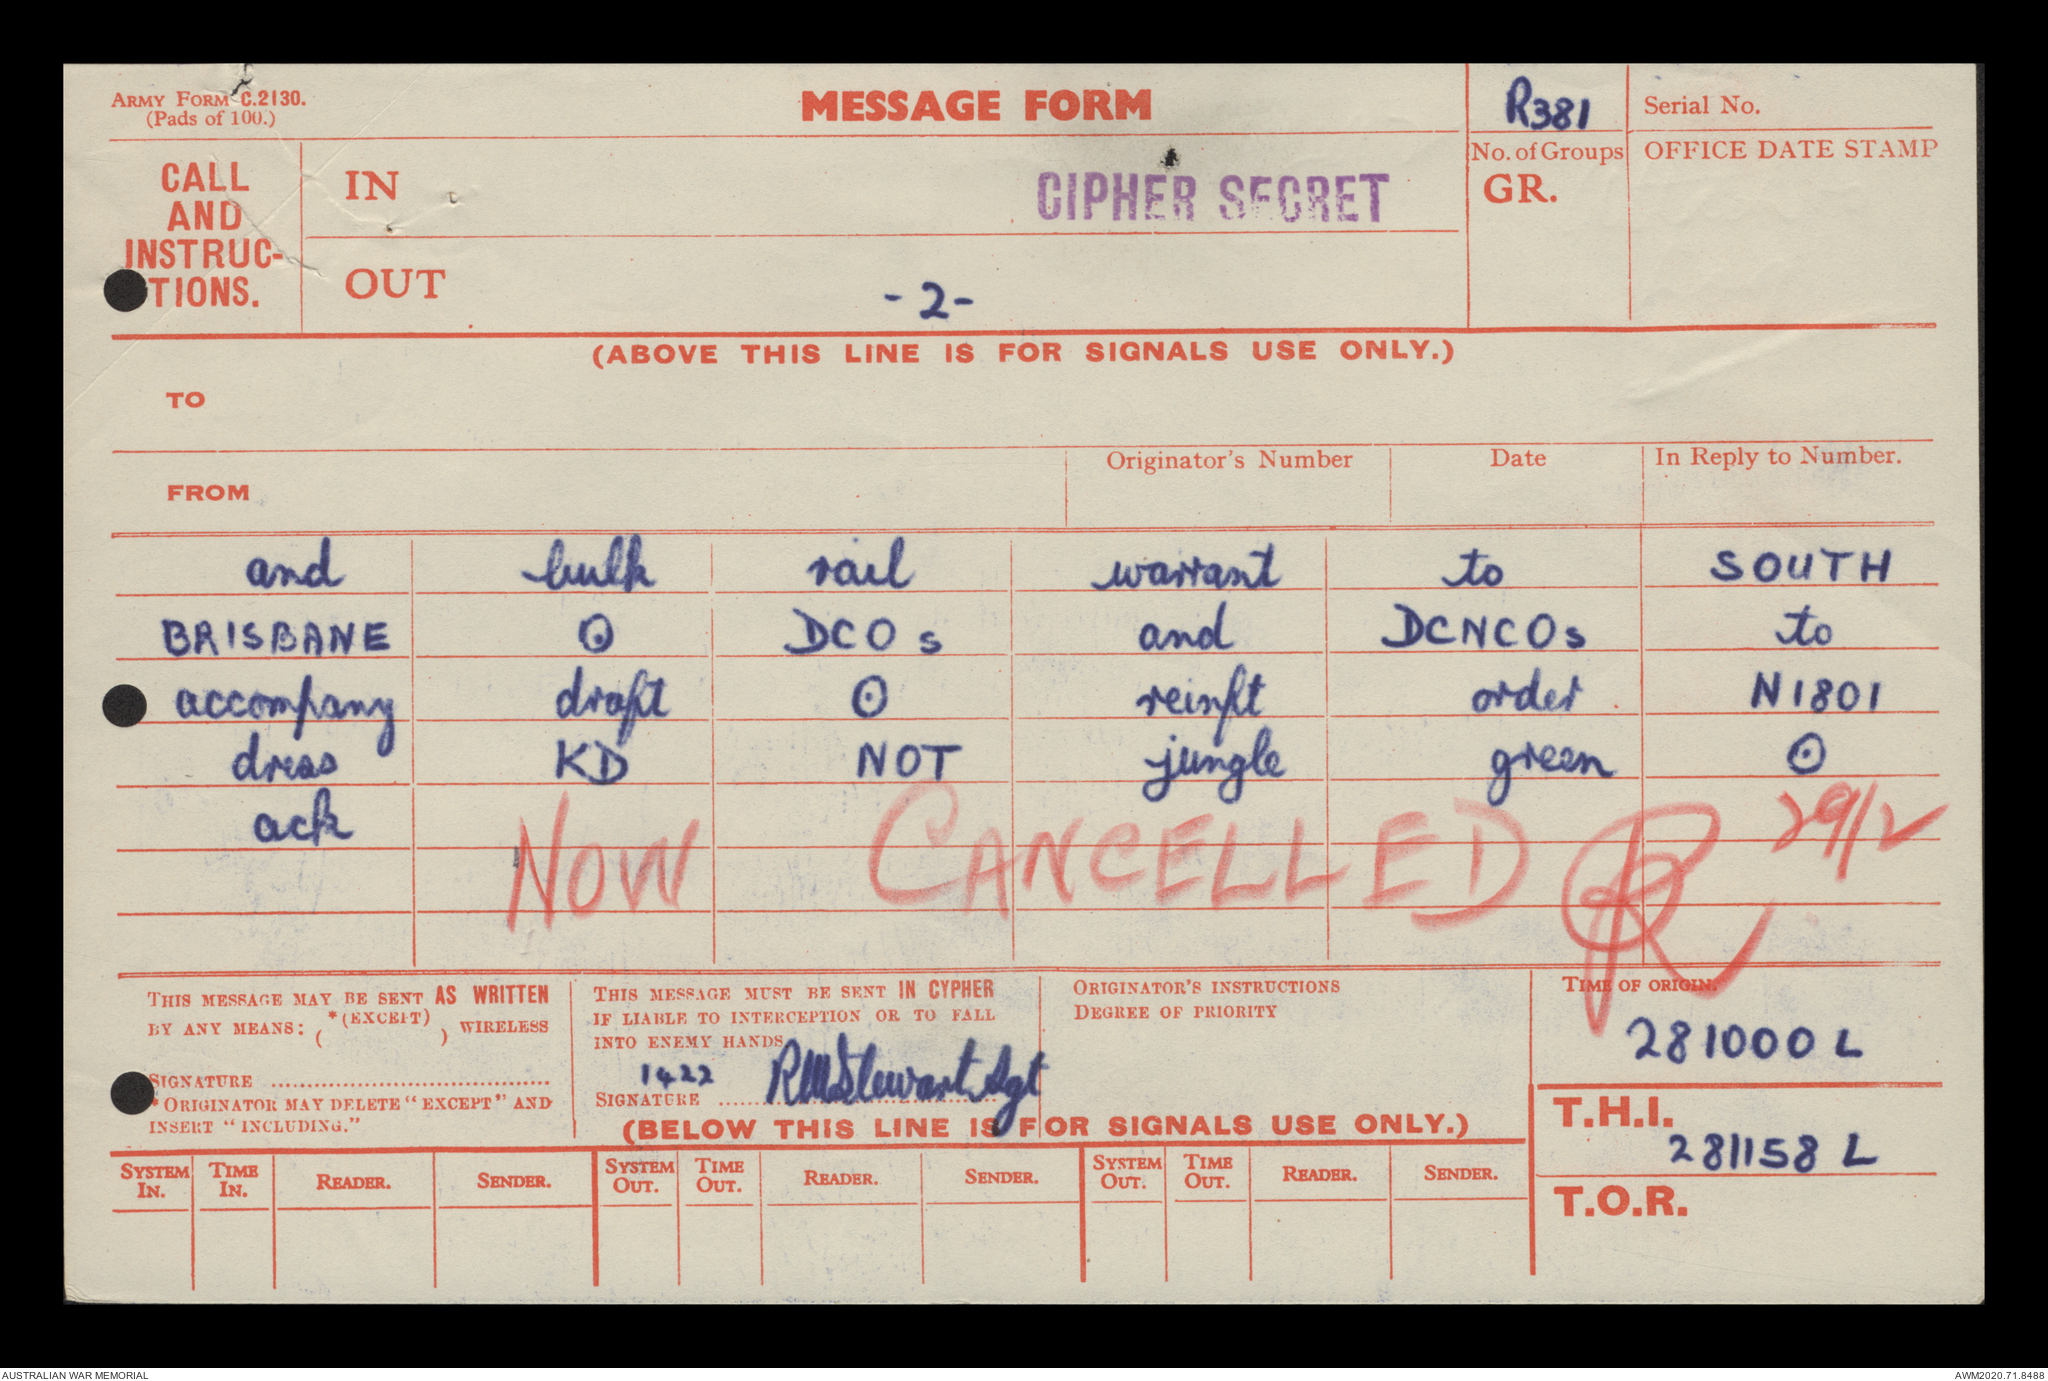 ARMY FORM C.2130.
(Pads of 100.)
MESSAGE FORM
R381
Serial No.
No. of Groups
GR.
OFFICE DATE STAMP
CALL
AND
INSTRUC-
TIONS.
IN
CIPHER SECRET
OUT
- 2 -
(ABOVE THIS LINE IS FOR SIGNALS USE ONLY.)
TO
FROM
Originator's Number
Date
In Reply to Number.
and bulk rail warrant to SOUTH
BRISBANE ⊙ DCOs and DCNCOs to
accompany draft ⊙ reinft order N1801
dress KD NOT jungle green ⊙
ack
NOW CANCELLED
29/2
THIS MESSAGE MAY BE SENT AS WRITTEN
BY ANY MEANS: ( *(EXCEPT) ) WIRELESS
SIGNATURE
*ORIGINATOR MAY DELETE "EXCEPT" AND
INSERT "INCLUDING."
THIS MESSAGE MUST BE SENT IN CYPHER
IF LIABLE TO INTERCEPTION OR TO FALL
INTO ENEMY HANDS
1422
SIGNATURE RW Stewart Sgt
ORIGINATOR'S INSTRUCTIONS
DEGREE OF PRIORITY
TIME OF ORIGIN.
281000 L
T.H.I.
281158 L
T.O.R.
(BELOW THIS LINE IS FOR SIGNALS USE ONLY.)
SYSTEM IN. TIME IN. READER. SENDER. SYSTEM OUT. TIME OUT. READER. SENDER. SYSTEM OUT. TIME OUT. READER. SENDER.
AUSTRALIAN WAR MEMORIAL
AWM2020.71.8488